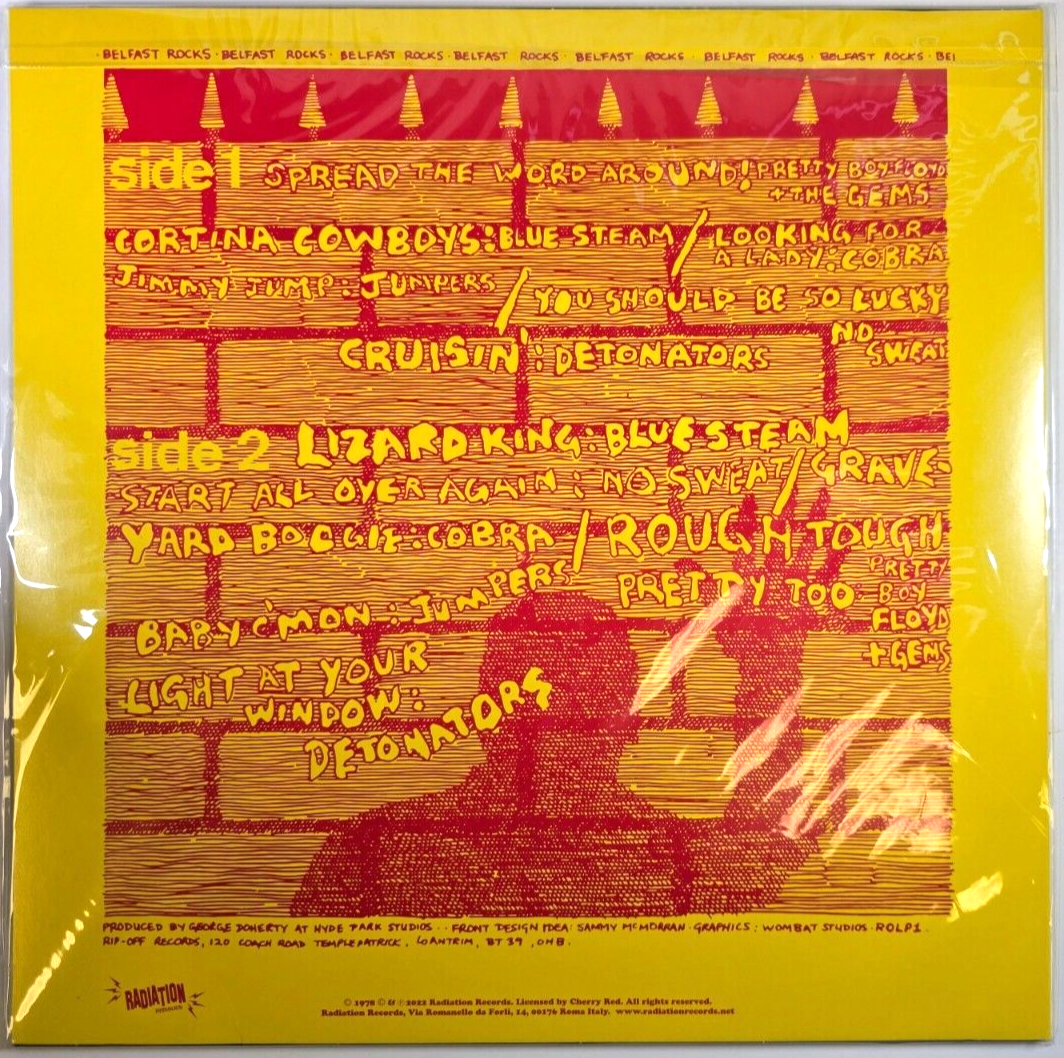 · BELFAST ROCKS · BELFAST ROCKS · BELFAST ROCKS · BELFAST ROCKS · BELFAST ROCKS · BELFAST ROCKS · BELFAST ROCKS · BEL
side 1 SPREAD THE WORD AROUND! PRETTY BOY FLOYD
+ THE GEMS
CORTINA COWBOYS: BLUE STEAM / LOOKING FOR
A LADY: COBRA
JIMMY JUMP: JUMPERS / YOU SHOULD BE SO LUCKY
NO SWEAT
CRUISIN': DETONATORS
side 2 LIZARD KING: BLUE STEAM
START ALL OVER AGAIN: NO SWEAT / GRAVE-
YARD BOOGIE: COBRA / ROUGH TOUGH
PRETTY TOO: PRETTY
BOY
FLOYD
+ GEMS
BABY C'MON: JUMPERS
LIGHT AT YOUR
WINDOW:
DETONATORS
PRODUCED BY GEORGE DOHERTY AT HYDE PARK STUDIOS · · FRONT DESIGN IDEA: SAMMY McMORRAN · GRAPHICS: WOMBAT STUDIOS · ROLP1.
RIP-OFF RECORDS, 120 COACH ROAD TEMPLEPATRICK, CO ANTRIM, BT39, OHB.
RADIATION
© 1978 © & ℗ 2022 Radiation Records. Licensed by Cherry Red. All rights reserved.
Radiation Records, Via Romanello da Forlì, 14, 00176 Roma Italy. www.radiationrecords.net